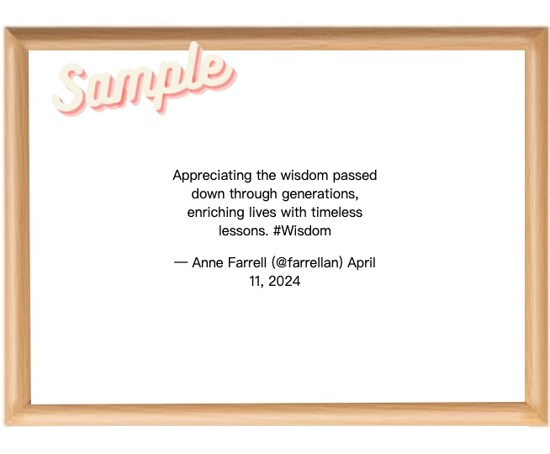 Sample
Appreciating the wisdom passed
down through generations,
enriching lives with timeless
lessons. #Wisdom
— Anne Farrell (@farrellan) April
11, 2024